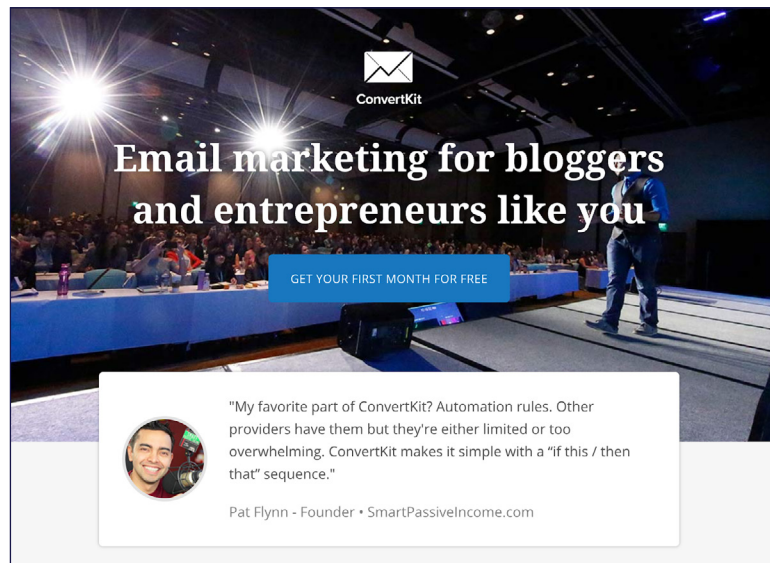 ConvertKit
Email marketing for bloggers
and entrepreneurs like you
GET YOUR FIRST MONTH FOR FREE
"My favorite part of ConvertKit? Automation rules. Other
providers have them but they're either limited or too
overwhelming. ConvertKit makes it simple with a “if this / then
that” sequence."
Pat Flynn - Founder • SmartPassiveIncome.com